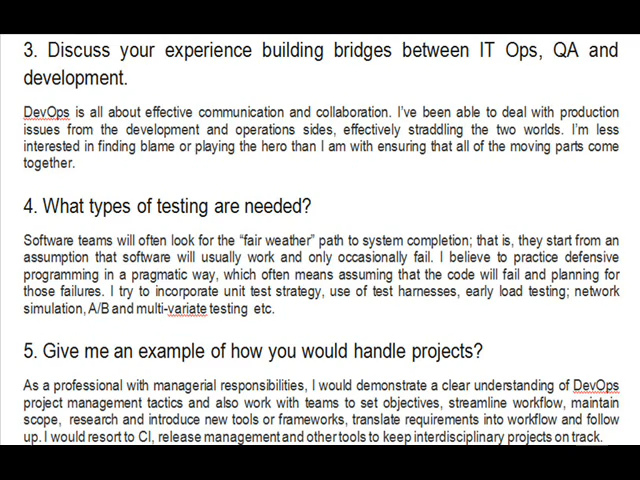 3. Discuss your experience building bridges between IT Ops, QA and
development.
DevOps is all about effective communication and collaboration. I've been able to deal with production
issues from the development and operations sides, effectively straddling the two worlds. I'm less
interested in finding blame or playing the hero than I am with ensuring that all of the moving parts come
together.
4. What types of testing are needed?
Software teams will often look for the "fair weather" path to system completion; that is, they start from an
assumption that software will usually work and only occasionally fail. I believe to practice defensive
programming in a pragmatic way, which often means assuming that the code will fail and planning for
those failures. I try to incorporate unit test strategy, use of test harnesses, early load testing; network
simulation, A/B and multi-variate testing etc.
5. Give me an example of how you would handle projects?
As a professional with managerial responsibilities, I would demonstrate a clear understanding of DevOps
project management tactics and also work with teams to set objectives, streamline workflow, maintain
scope, research and introduce new tools or frameworks, translate requirements into workflow and follow
up. I would resort to CI, release management and other tools to keep interdisciplinary projects on track.